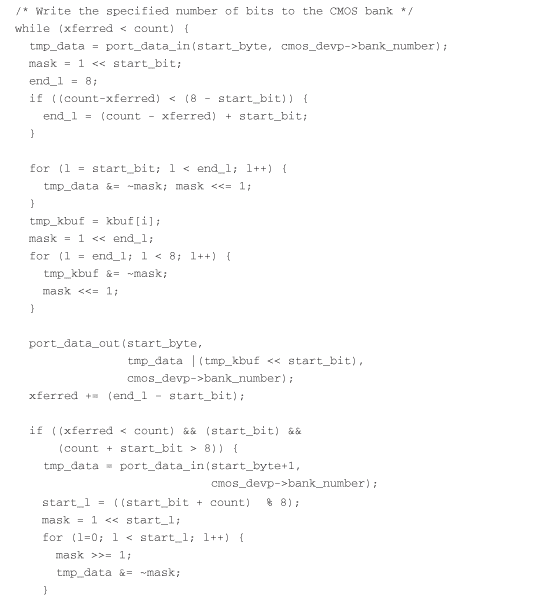 /* Write the specified number of bits to the CMOS bank */
while (xferred < count) {
  tmp_data = port_data_in(start_byte, cmos_devp->bank_number);
  mask = 1 << start_bit;
  end_l = 8;
  if ((count-xferred) < (8 - start_bit)) {
    end_l = (count - xferred) + start_bit;
  }

  for (l = start_bit; l < end_l; l++) {
    tmp_data &= ~mask; mask <<= 1;
  }
  tmp_kbuf = kbuf[i];
  mask = 1 << end_l;
  for (l = end_l; l < 8; l++) {
    tmp_kbuf &= ~mask;
    mask <<= 1;
  }

  port_data_out(start_byte,
                tmp_data |(tmp_kbuf << start_bit),
                cmos_devp->bank_number);
  xferred += (end_l - start_bit);

  if ((xferred < count) && (start_bit) &&
      (count + start_bit > 8)) {
    tmp_data = port_data_in(start_byte+1,
                            cmos_devp->bank_number);
    start_l = ((start_bit + count)  % 8);
    mask = 1 << start_l;
    for (l=0; l < start_l; l++) {
      mask >>= 1;
      tmp_data &= ~mask;
    }